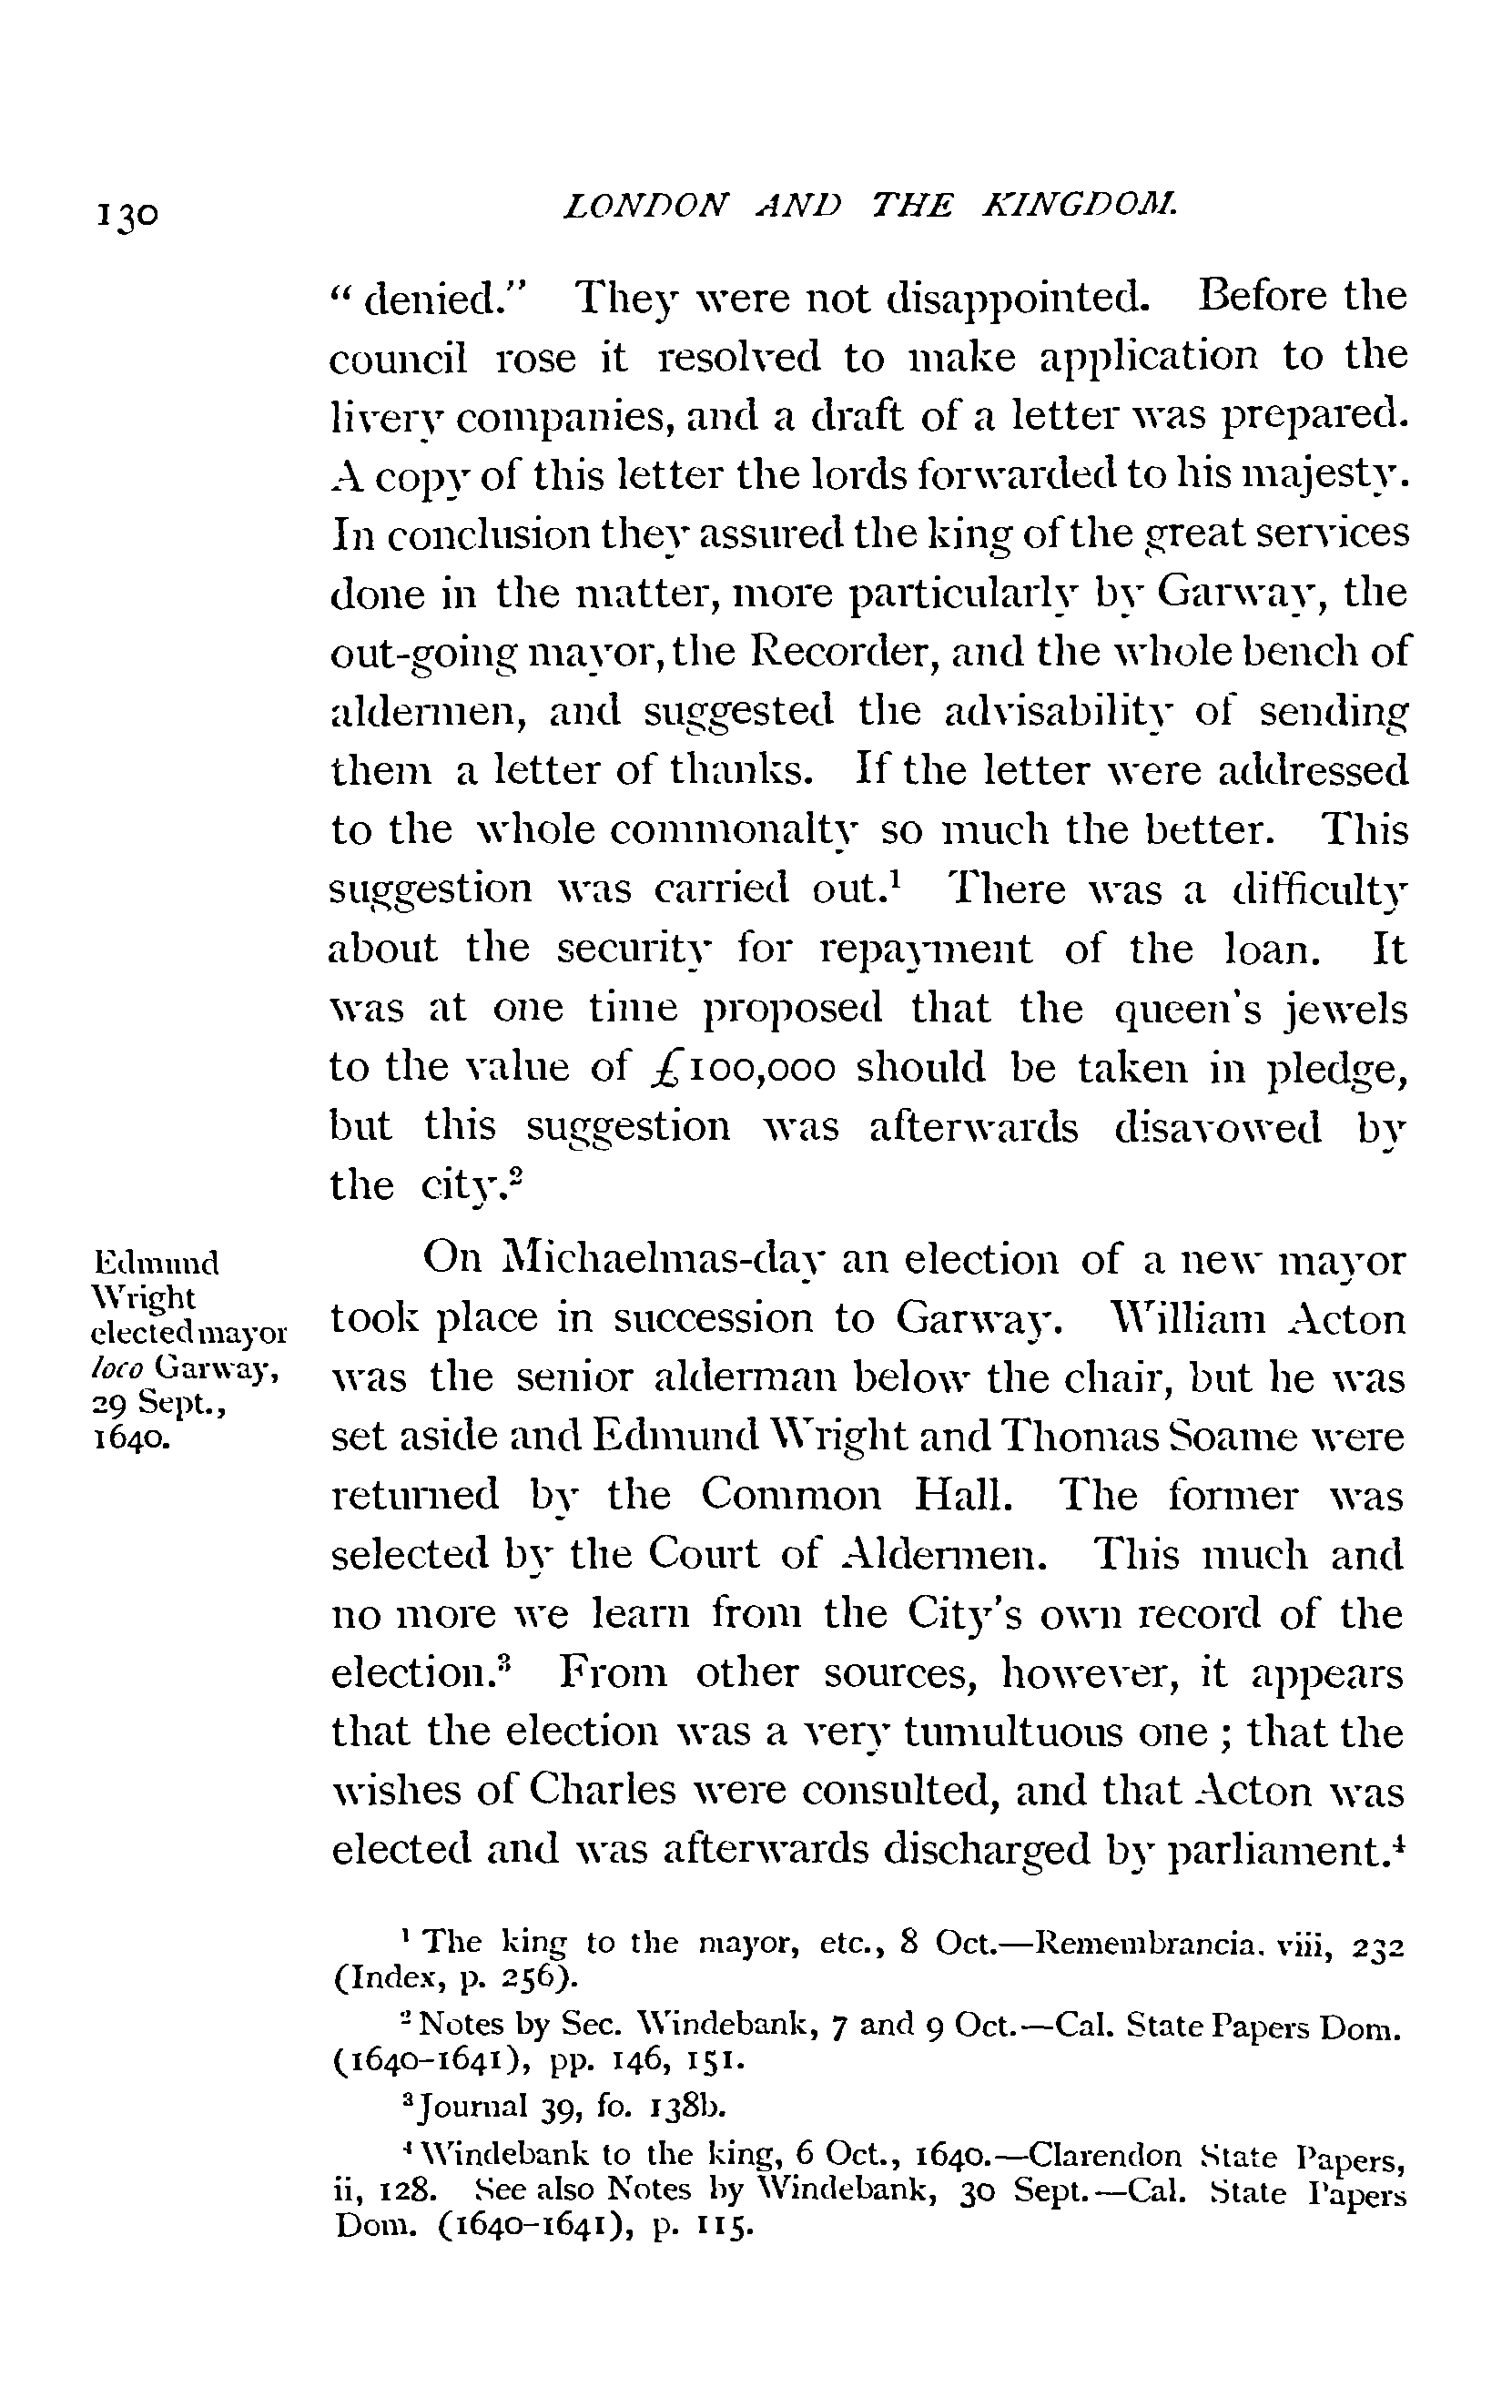 130
LONDON AND THE KINGDOM.
“ denied.” They were not disappointed. Before the
council rose it resolved to make application to the
livery companies, and a draft of a letter was prepared.
A copy of this letter the lords forwarded to his majesty.
In conclusion they assured the king of the great services
done in the matter, more particularly by Garway, the
out-going mayor, the Recorder, and the whole bench of
aldermen, and suggested the advisability of sending
them a letter of thanks. If the letter were addressed
to the whole commonalty so much the better. This
suggestion was carried out.¹ There was a difficulty
about the security for repayment of the loan. It
was at one time proposed that the queen's jewels
to the value of £100,000 should be taken in pledge,
but this suggestion was afterwards disavowed by
the city.²
Edmund
Wright
elected mayor
loco Garway,
29 Sept.,
1640.
On Michaelmas-day an election of a new mayor
took place in succession to Garway. William Acton
was the senior alderman below the chair, but he was
set aside and Edmund Wright and Thomas Soame were
returned by the Common Hall. The former was
selected by the Court of Aldermen. This much and
no more we learn from the City's own record of the
election.³ From other sources, however, it appears
that the election was a very tumultuous one ; that the
wishes of Charles were consulted, and that Acton was
elected and was afterwards discharged by parliament.⁴
¹ The king to the mayor, etc., 8 Oct.—Remembrancia. viii, 232
(Index, p. 256).
² Notes by Sec. Windebank, 7 and 9 Oct.—Cal. State Papers Dom.
(1640-1641), pp. 146, 151.
³ Journal 39, fo. 138b.
⁴ Windebank to the king, 6 Oct., 1640.—Clarendon State Papers,
ii, 128. See also Notes by Windebank, 30 Sept.—Cal. State Papers
Dom. (1640-1641), p. 115.